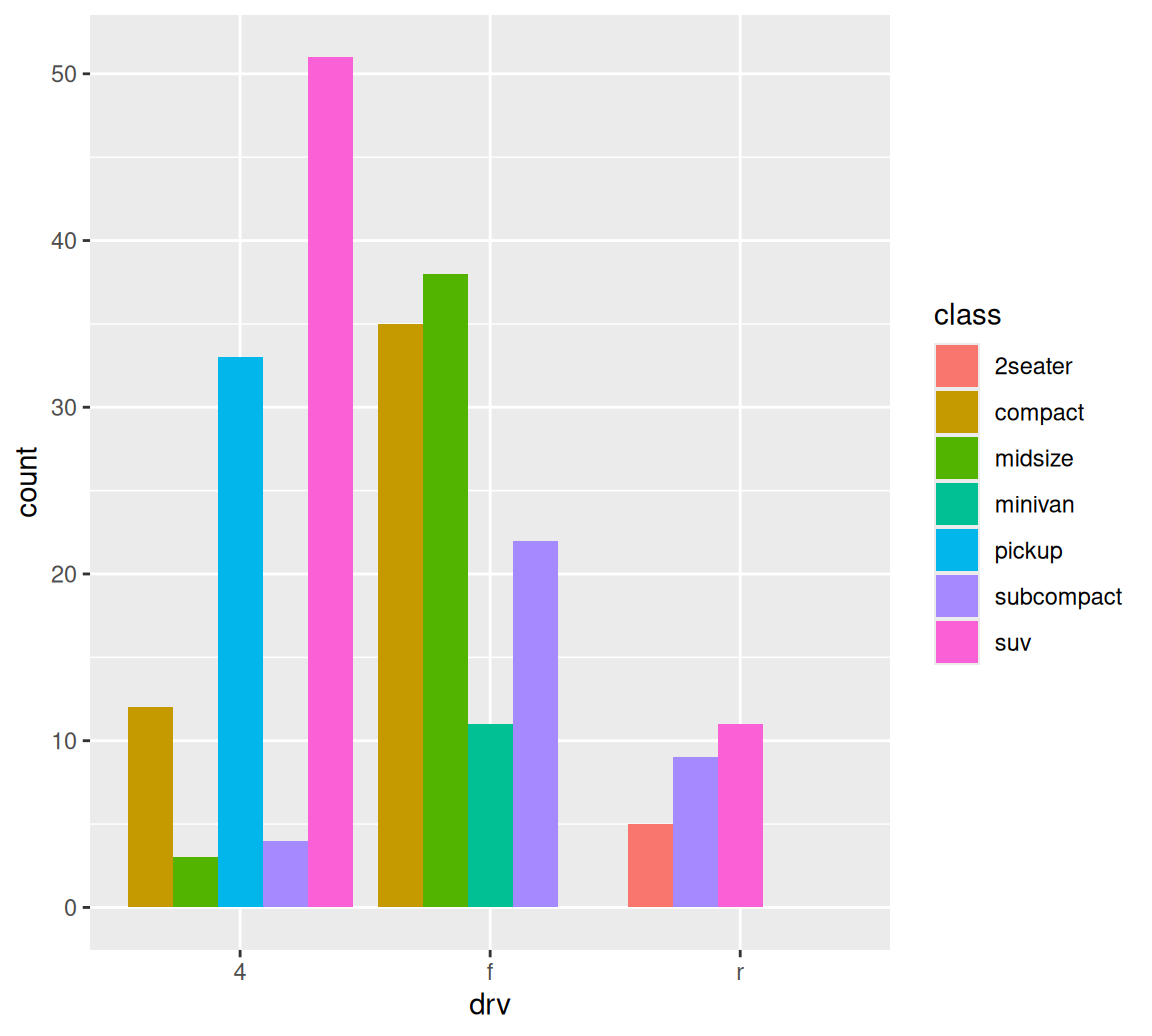 50
40
30
20
10
0
count
4 f r
drv
class
2seater
compact
midsize
minivan
pickup
subcompact
suv